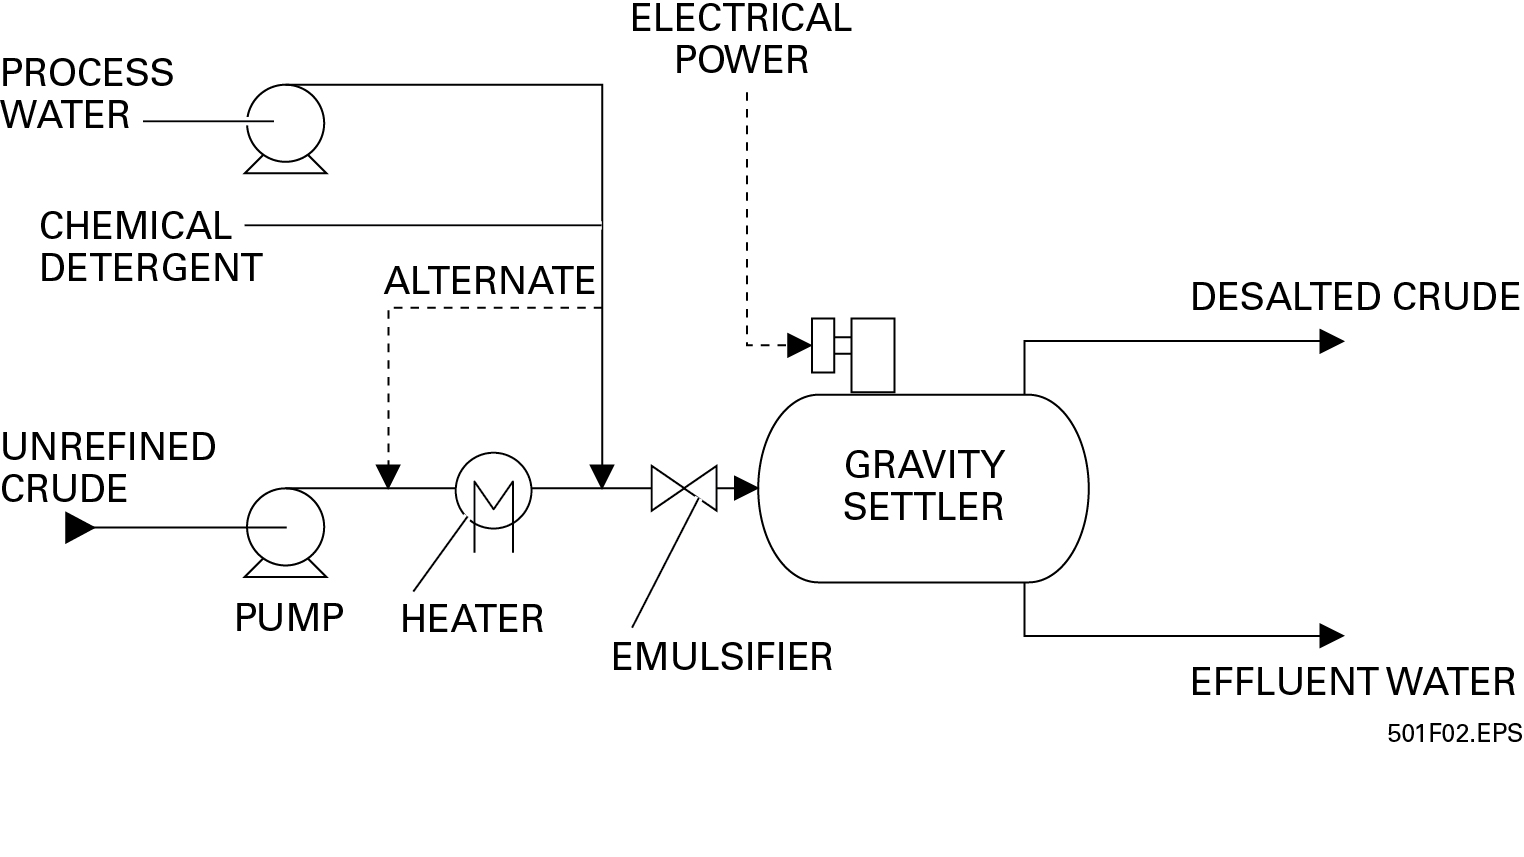 ELECTRICAL
POWER
PROCESS
WATER
CHEMICAL
DETERGENT
ALTERNATE
DESALTED CRUDE
UNREFINED
CRUDE
GRAVITY
SETTLER
PUMP
HEATER
EMULSIFIER
EFFLUENT WATER
501F02.EPS